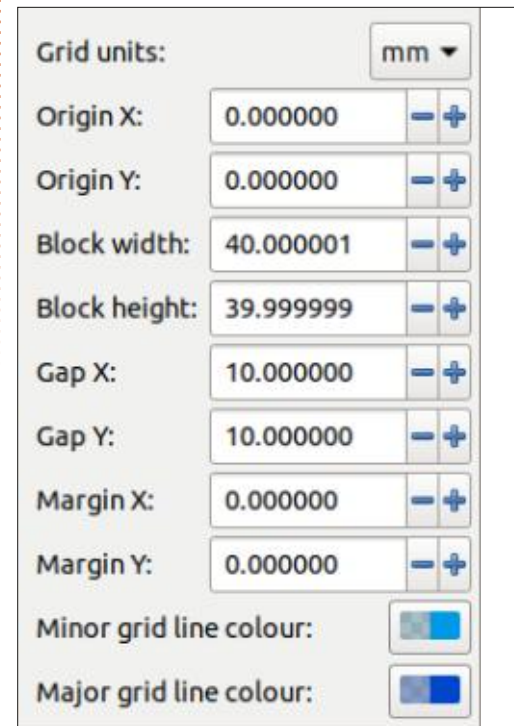 Grid units: mm
Origin X: 0.000000
Origin Y: 0.000000
Block width: 40.000001
Block height: 39.999999
Gap X: 10.000000
Gap Y: 10.000000
Margin X: 0.000000
Margin Y: 0.000000
Minor grid line colour:
Major grid line colour: